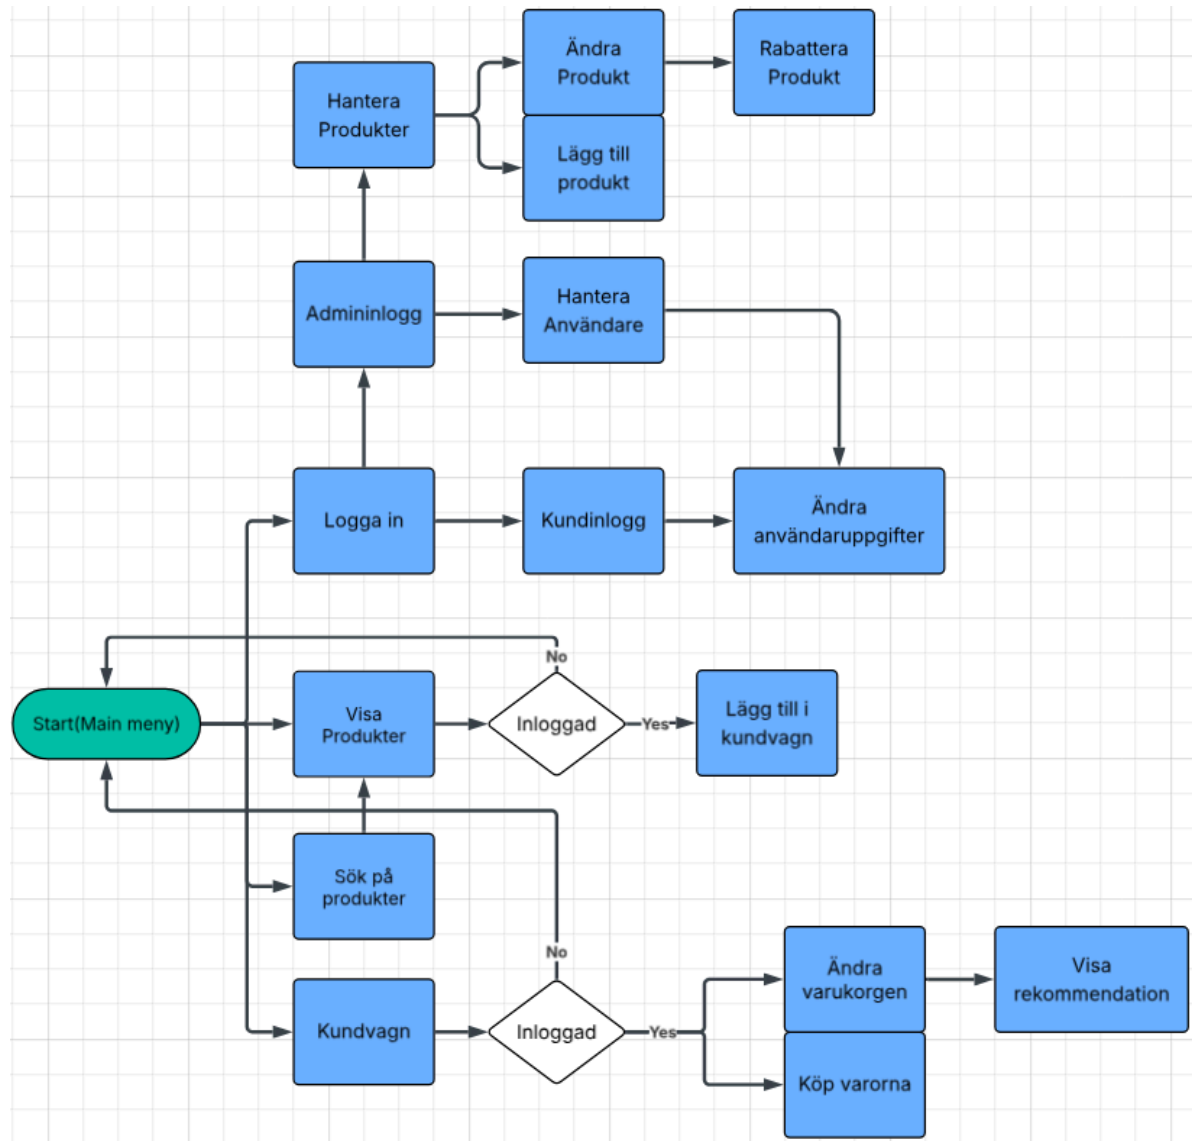 Ändra
Produkt
Rabattera
Produkt
Hantera
Produkter
Lägg till
produkt
Admininlogg
Hantera
Användare
Logga in
Kundinlogg
Ändra
användaruppgifter
No
Start(Main meny)
Visa
Produkter
Inloggad
Yes
Lägg till i
kundvagn
Sök på
produkter
No
Kundvagn
Inloggad
Yes
Ändra
varukorgen
Visa
rekommendation
Köp varorna